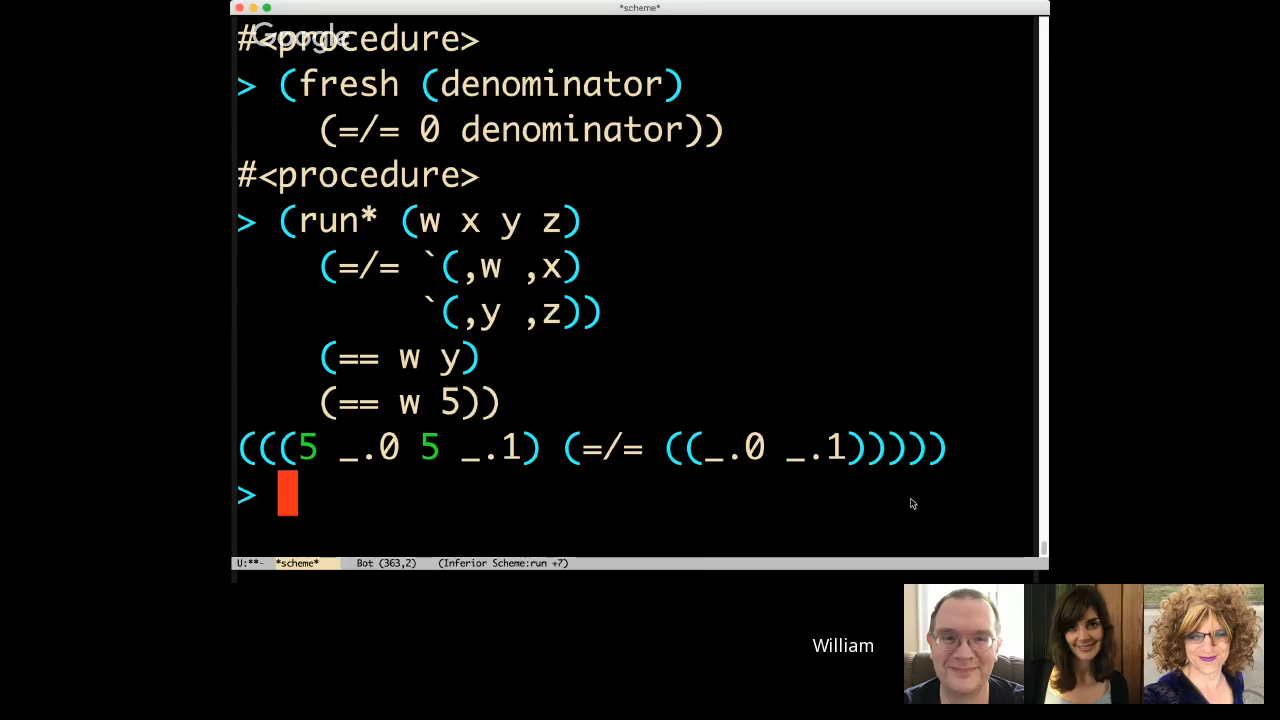 *scheme*
Google
#<procedure>
> (fresh (denominator)
(=/= 0 denominator))
#<procedure>
> (run* (w x y z)
(=/= `(,w ,x)
`(,y ,z))
(== w y)
(== w 5))
(((5 _.0 5 _.1) (=/= ((_.0 _.1)))))
>
U:**- *scheme* Bot (363,2) (Inferior Scheme:run +7)
William